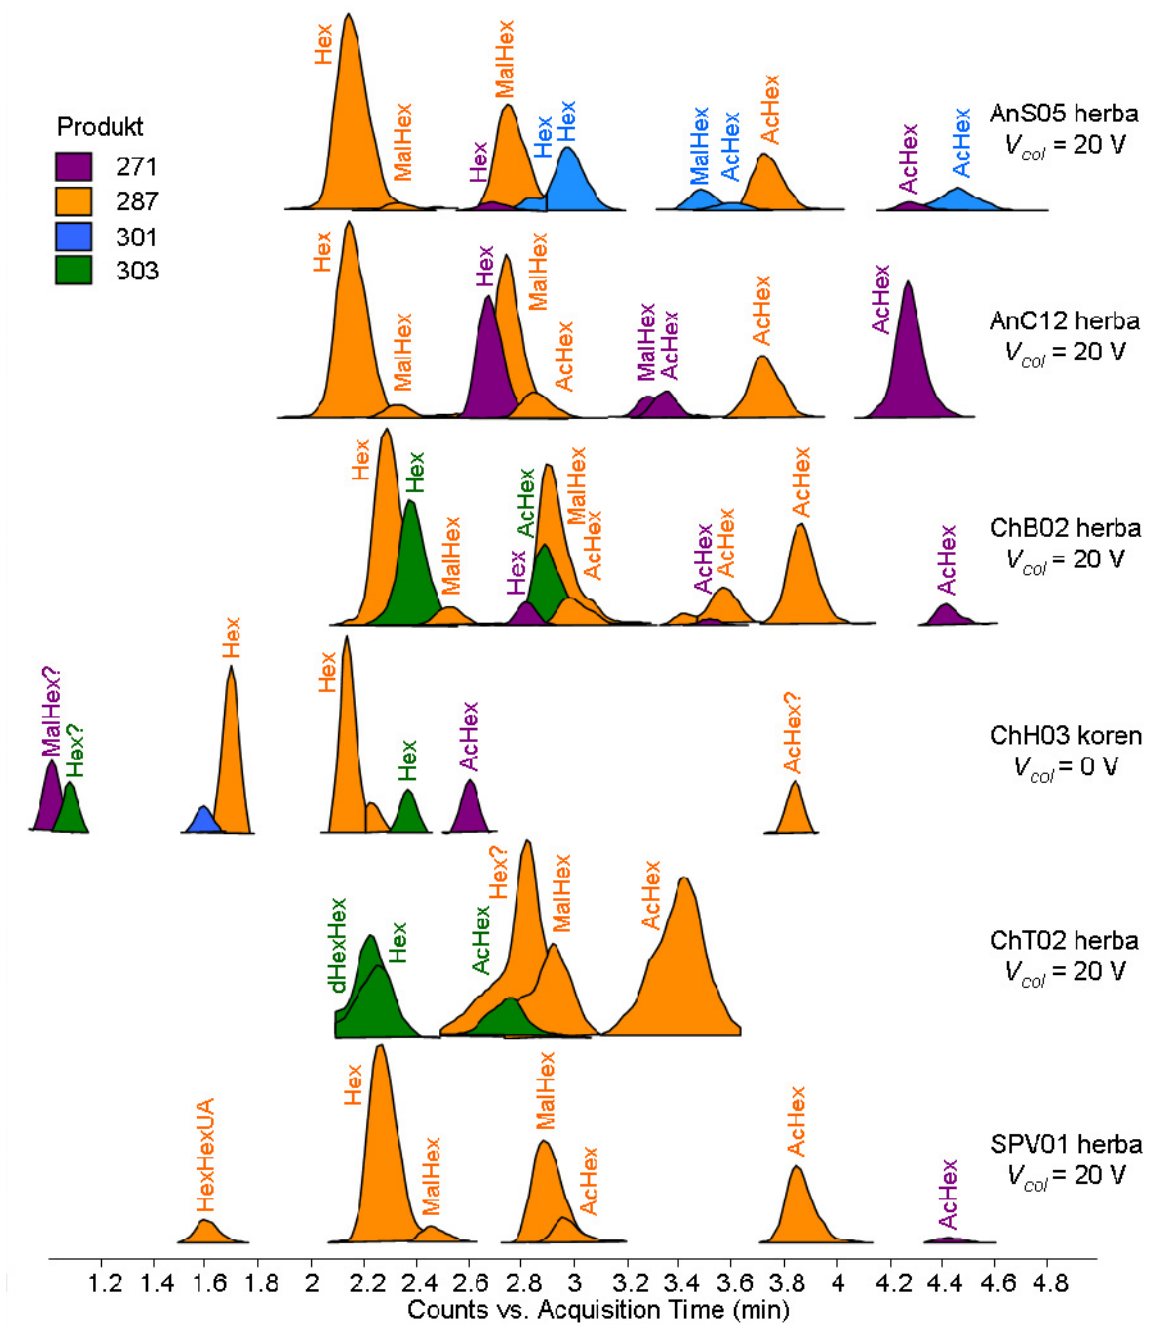 Produkt
271
287
301
303
Hex
MalHex
Hex
MalHex
Hex
Hex
MalHex
AcHex
AcHex
AcHex
AcHex
AnS05 herba
Vcol = 20 V
Hex
MalHex
Hex
MalHex
AcHex
MalHex
AcHex
AcHex
AcHex
AnC12 herba
Vcol = 20 V
Hex
Hex
MalHex
Hex
AcHex
MalHex
AcHex
AcHex
AcHex
AcHex
AcHex
ChB02 herba
Vcol = 20 V
MalHex?
Hex?
Hex
Hex
Hex
AcHex
AcHex?
ChH03 koren
Vcol = 0 V
dHexHex
Hex
AcHex
Hex?
MalHex
AcHex
ChT02 herba
Vcol = 20 V
HexHexUA
Hex
MalHex
MalHex
AcHex
AcHex
AcHex
SPV01 herba
Vcol = 20 V
1.2 1.4 1.6 1.8 2 2.2 2.4 2.6 2.8 3 3.2 3.4 3.6 3.8 4 4.2 4.4 4.6 4.8
Counts vs. Acquisition Time (min)